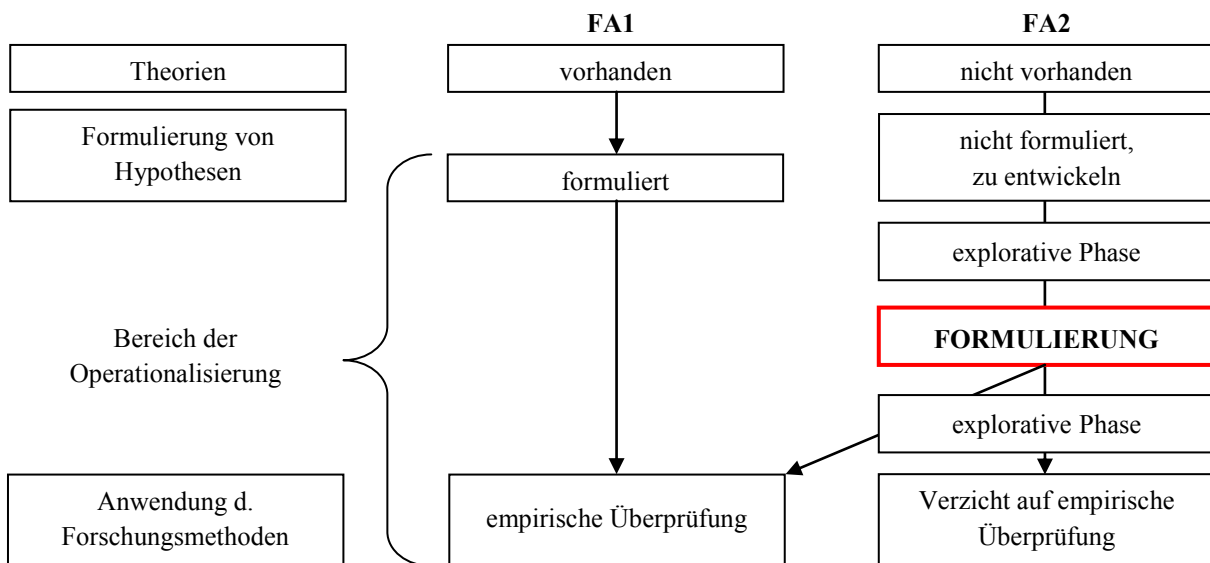 FA1
FA2
Theorien
vorhanden
nicht vorhanden
Formulierung von
Hypothesen
formuliert
nicht formuliert,
zu entwickeln
explorative Phase
Bereich der
Operationalisierung
FORMULIERUNG
explorative Phase
Anwendung d.
Forschungsmethoden
empirische Überprüfung
Verzicht auf empirische
Überprüfung